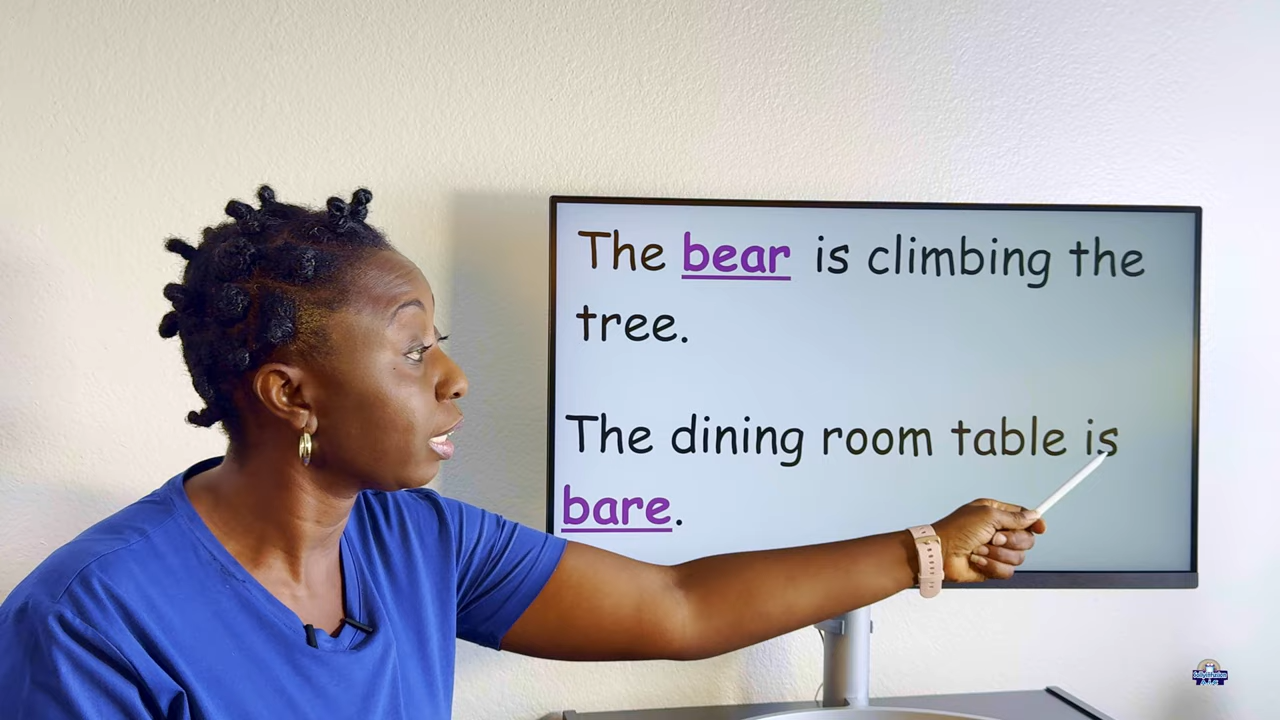 The bear is climbing the
tree.
The dining room table is
bare.